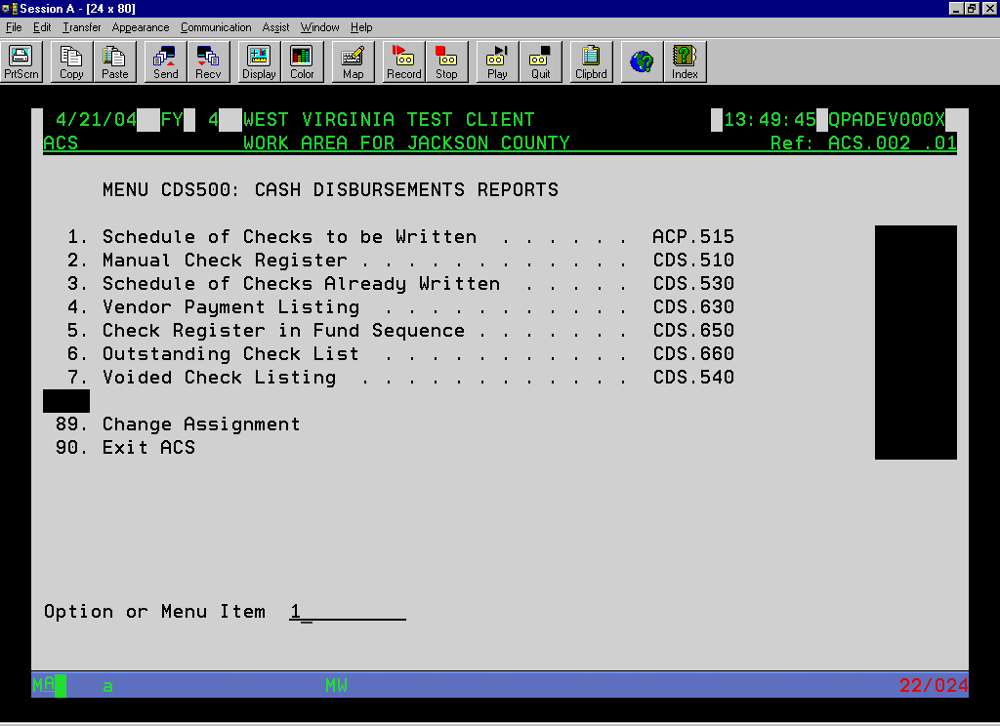 Session A - [24 x 80]
File Edit Transfer Appearance Communication Assist Window Help
PrtScrn Copy Paste Send Recv Display Color Map Record Stop Play Quit Clipbrd Index
4/21/04 FY 4 WEST VIRGINIA TEST CLIENT 13:49:45 QPADEV000X
ACS WORK AREA FOR JACKSON COUNTY Ref: ACS.002 .01
MENU CDS500: CASH DISBURSEMENTS REPORTS
1. Schedule of Checks to be Written . . . . . . ACP.515
2. Manual Check Register . . . . . . . . . . . . CDS.510
3. Schedule of Checks Already Written . . . . . CDS.530
4. Vendor Payment Listing . . . . . . . . . . . CDS.630
5. Check Register in Fund Sequence . . . . . . . CDS.650
6. Outstanding Check List . . . . . . . . . . . CDS.660
7. Voided Check Listing . . . . . . . . . . . . CDS.540
89. Change Assignment
90. Exit ACS
Option or Menu Item 1_
MA a MW 22/024